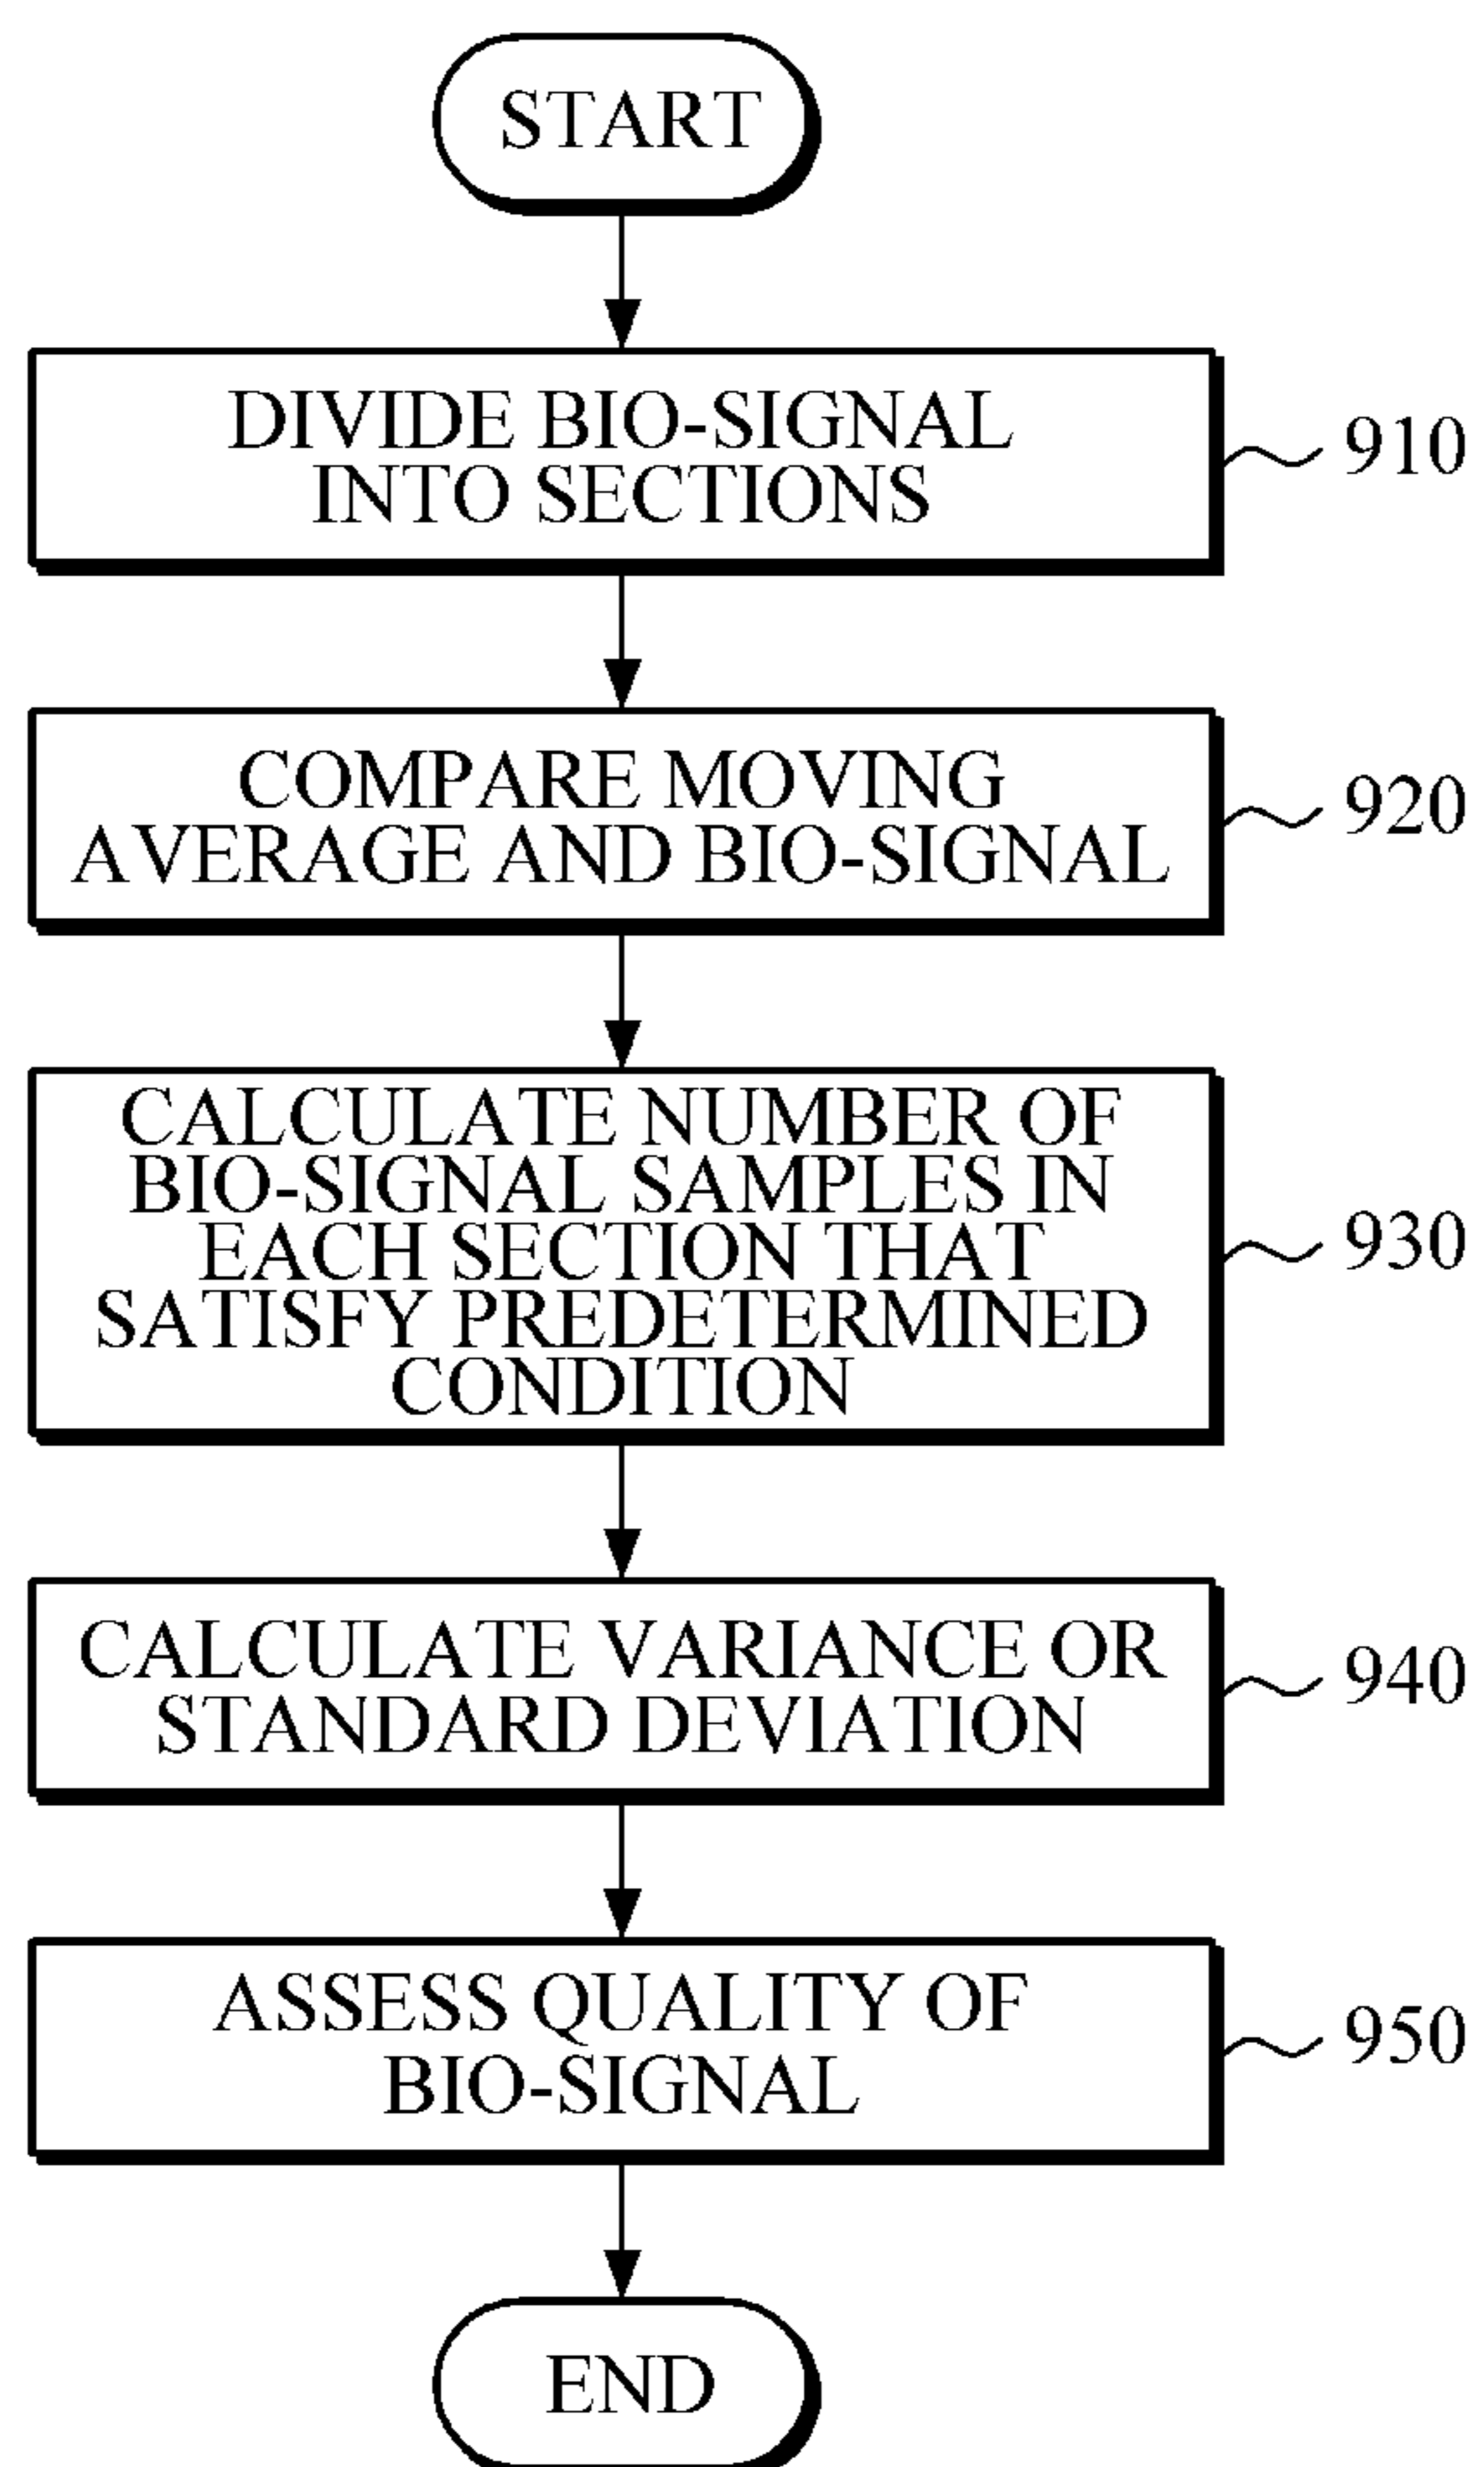 START
DIVIDE BIO-SIGNAL
INTO SECTIONS
910
COMPARE MOVING
AVERAGE AND BIO-SIGNAL
920
CALCULATE NUMBER OF
BIO-SIGNAL SAMPLES IN
EACH SECTION THAT
SATISFY PREDETERMINED
CONDITION
930
CALCULATE VARIANCE OR
STANDARD DEVIATION
940
ASSESS QUALITY OF
BIO-SIGNAL
950
END